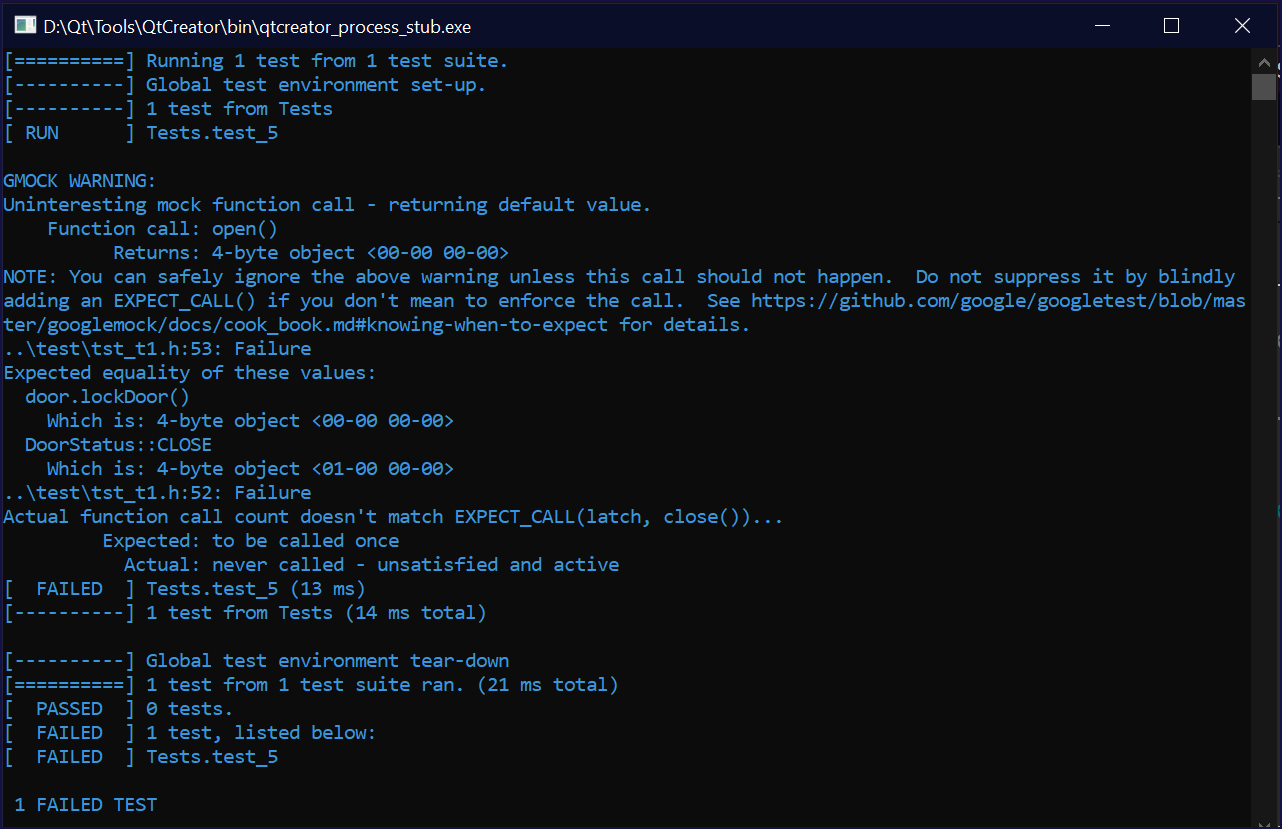 D:\Qt\Tools\QtCreator\bin\qtcreator_process_stub.exe
[==========] Running 1 test from 1 test suite.
[----------] Global test environment set-up.
[----------] 1 test from Tests
[ RUN      ] Tests.test_5
GMOCK WARNING:
Uninteresting mock function call - returning default value.
    Function call: open()
          Returns: 4-byte object <00-00 00-00>
NOTE: You can safely ignore the above warning unless this call should not happen.  Do not suppress it by blindly
adding an EXPECT_CALL() if you don't mean to enforce the call.  See https://github.com/google/googletest/blob/mas
ter/googlemock/docs/cook_book.md#knowing-when-to-expect for details.
..\test\tst_t1.h:53: Failure
Expected equality of these values:
  door.lockDoor()
    Which is: 4-byte object <00-00 00-00>
  DoorStatus::CLOSE
    Which is: 4-byte object <01-00 00-00>
..\test\tst_t1.h:52: Failure
Actual function call count doesn't match EXPECT_CALL(latch, close())...
         Expected: to be called once
           Actual: never called - unsatisfied and active
[  FAILED  ] Tests.test_5 (13 ms)
[----------] 1 test from Tests (14 ms total)
[----------] Global test environment tear-down
[==========] 1 test from 1 test suite ran. (21 ms total)
[  PASSED  ] 0 tests.
[  FAILED  ] 1 test, listed below:
[  FAILED  ] Tests.test_5
 1 FAILED TEST